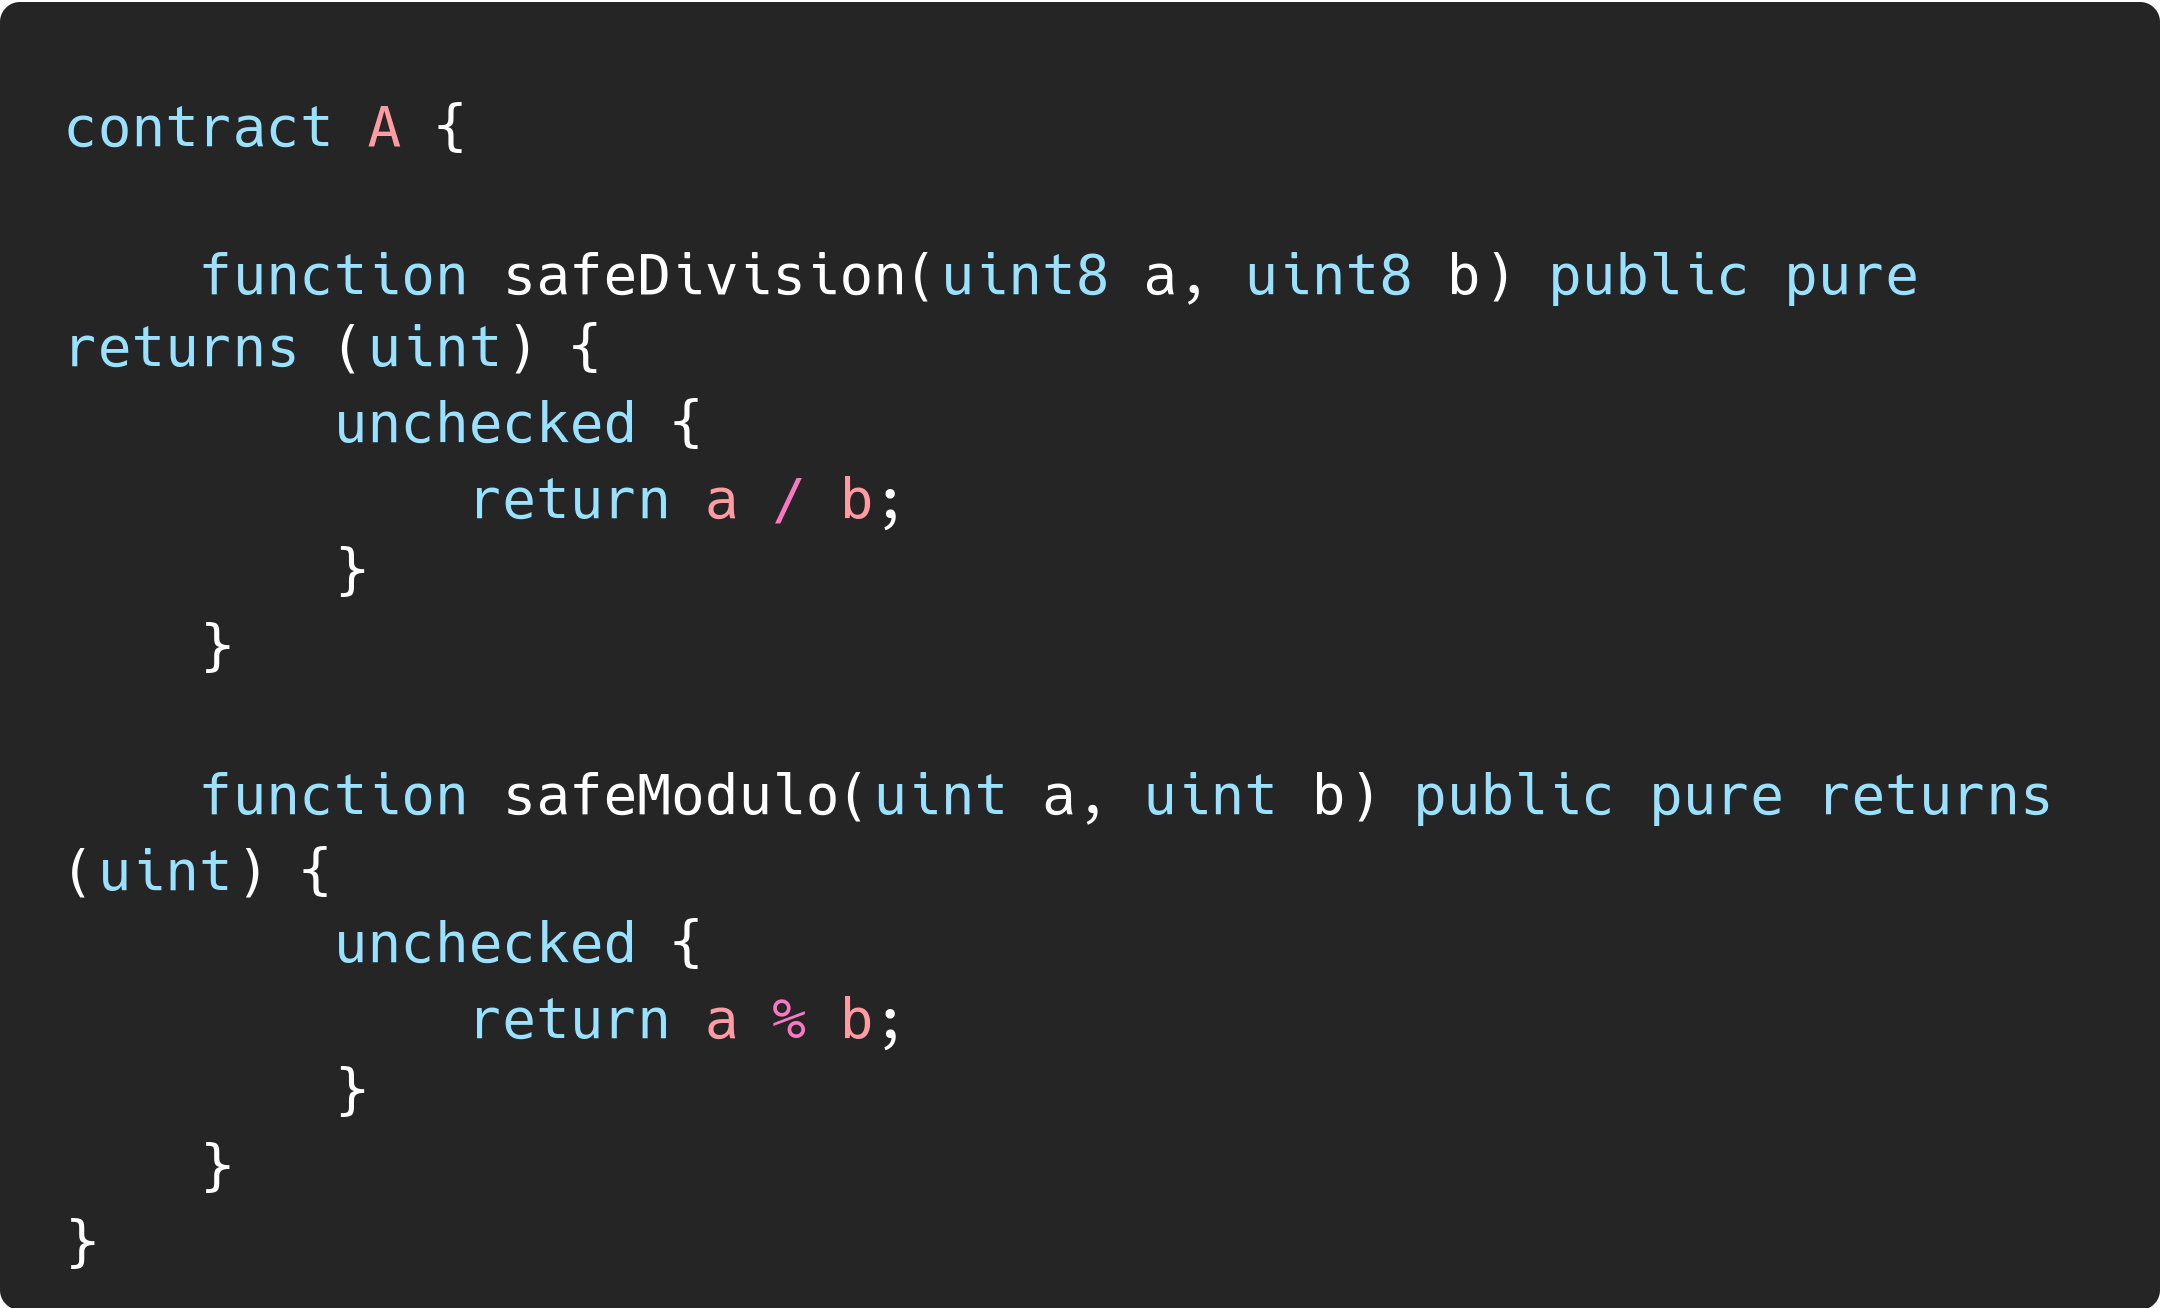 contract A {
    function safeDivision(uint8 a, uint8 b) public pure
returns (uint) {
        unchecked {
            return a / b;
        }
    }
    function safeModulo(uint a, uint b) public pure returns
(uint) {
        unchecked {
            return a % b;
        }
    }
}